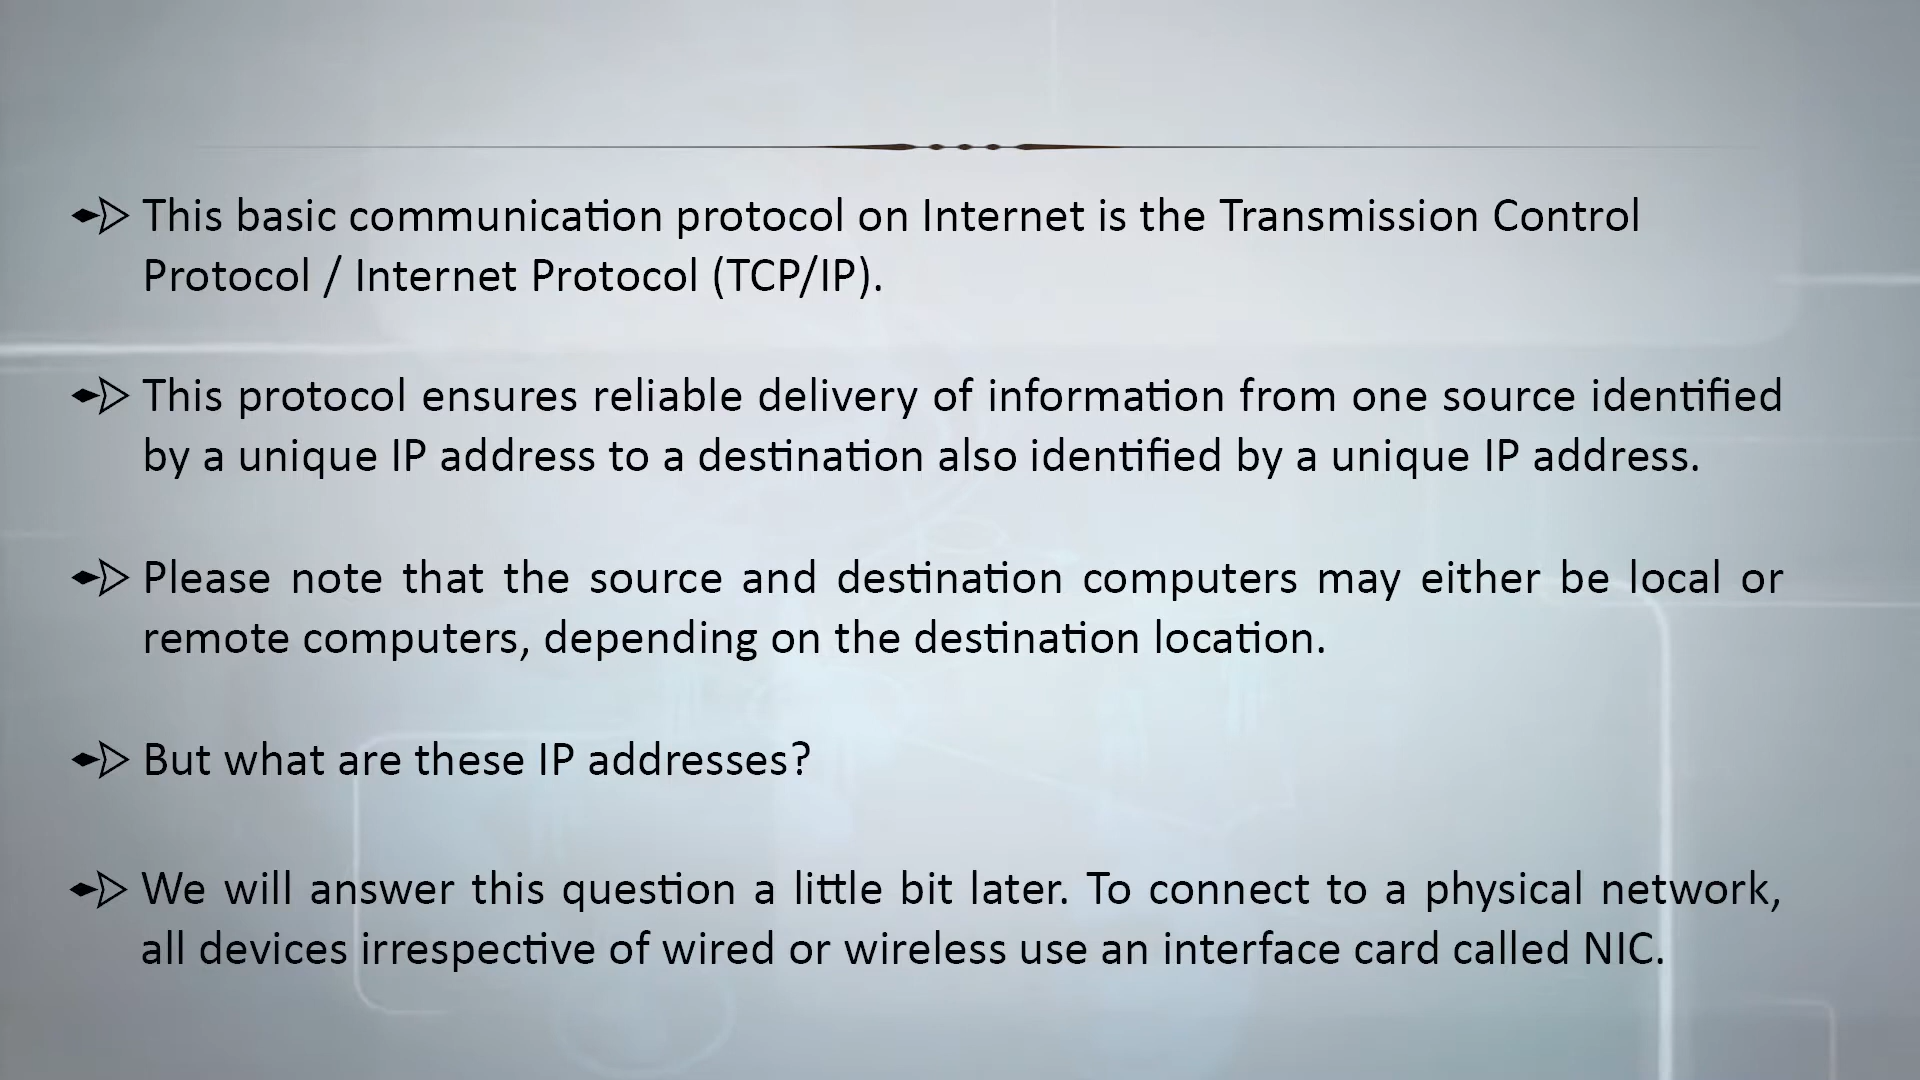 This basic communication protocol on Internet is the Transmission Control
Protocol / Internet Protocol (TCP/IP).
This protocol ensures reliable delivery of information from one source identified
by a unique IP address to a destination also identified by a unique IP address.
Please note that the source and destination computers may either be local or
remote computers, depending on the destination location.
But what are these IP addresses?
We will answer this question a little bit later. To connect to a physical network,
all devices irrespective of wired or wireless use an interface card called NIC.